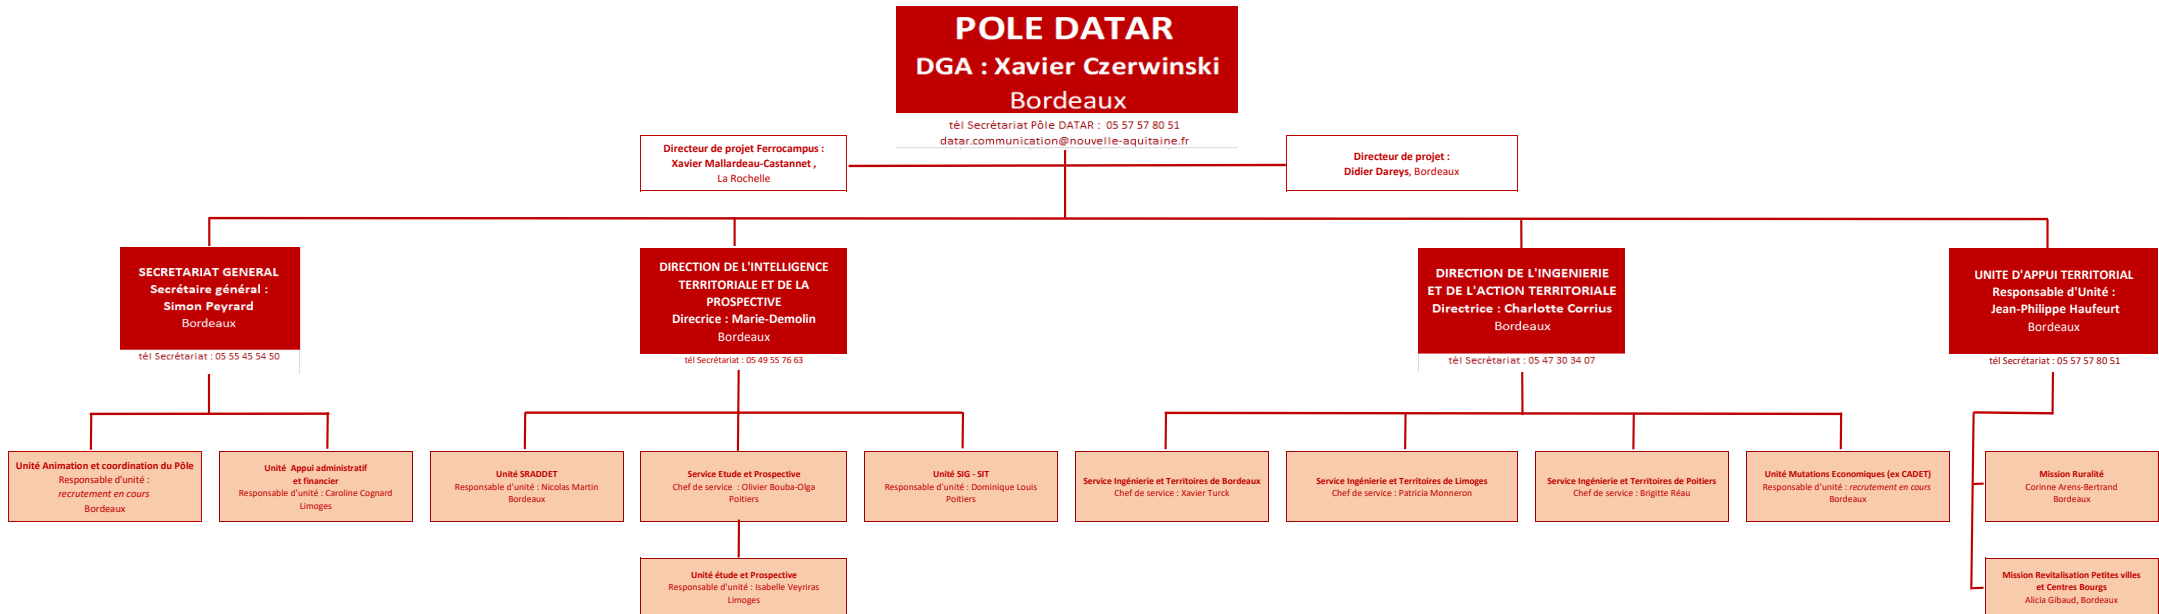 POLE DATAR
DGA : Xavier Czerwinski
Bordeaux
tél Secrétariat Pôle DATAR : 05 57 57 80 51
datar.communication@nouvelle-aquitaine.fr
Directeur de projet Ferrocampus :
Xavier Mallardeau-Castannet ,
La Rochelle
Directeur de projet :
Didier Dareys, Bordeaux
SECRETARIAT GENERAL
Secrétaire général :
Simon Peyrard
Bordeaux
tél Secrétariat : 05 55 45 54 50
DIRECTION DE L'INTELLIGENCE
TERRITORIALE ET DE LA
PROSPECTIVE
Direcrice : Marie-Demolin
Bordeaux
tél Secrétariat : 05 49 55 76 63
DIRECTION DE L'INGENIERIE
ET DE L'ACTION TERRITORIALE
Directrice : Charlotte Corrius
Bordeaux
tél Secrétariat : 05 47 30 34 07
UNITE D'APPUI TERRITORIAL
Responsable d'Unité :
Jean-Philippe Haufeurt
Bordeaux
tél Secrétariat : 05 57 57 80 51
Unité Animation et coordination du Pôle
Responsable d'unité :
recrutement en cours
Bordeaux
Unité Appui administratif
et financier
Responsable d'unité : Caroline Cognard
Limoges
Unité SRADDET
Responsable d'unité : Nicolas Martin
Bordeaux
Service Etude et Prospective
Chef de service : Olivier Bouba-Olga
Poitiers
Unité SIG - SIT
Responsable d'unité : Dominique Louis
Poitiers
Service Ingénierie et Territoires de Bordeaux
Chef de service : Xavier Turck
Service Ingénierie et Territoires de Limoges
Chef de service : Patricia Monneron
Service Ingénierie et Territoires de Poitiers
Chef de service : Brigitte Réau
Unité Mutations Economiques (ex CADET)
Responsable d'unité : recrutement en cours
Bordeaux
Mission Ruralité
Corinne Arens-Bertrand
Bordeaux
Unité étude et Prospective
Responsable d'unité : Isabelle Veyriras
Limoges
Mission Revitalisation Petites villes
et Centres Bourgs
Alicia Gibaud, Bordeaux